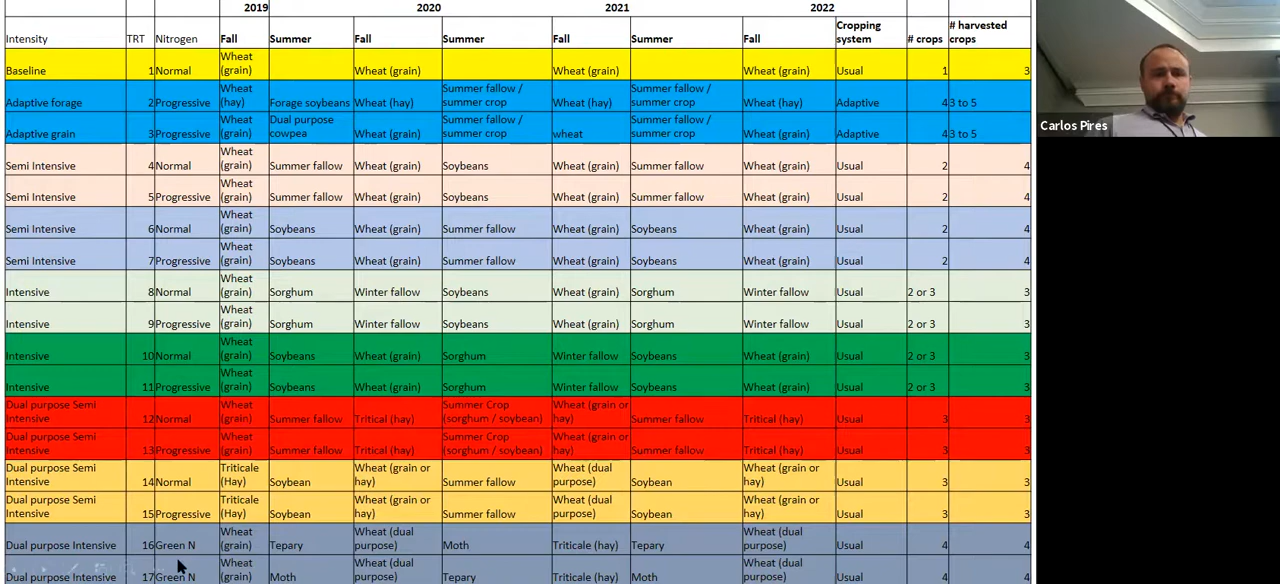 2019 2020 2021 2022
Intensity TRT Nitrogen Fall Summer Fall Summer Fall Summer Fall Cropping system # crops # harvested crops
Baseline 1 Normal Wheat (grain) Wheat (grain) Wheat (grain) Wheat (grain) Usual 1 3
Adaptive forage 2 Progressive Wheat (hay) Forage soybeans Wheat (hay) Summer fallow / summer crop Wheat (hay) Summer fallow / summer crop Wheat (hay) Adaptive 4 3 to 5
Adaptive grain 3 Progressive Wheat (grain) Dual purpose cowpea Wheat (grain) Summer fallow / summer crop wheat Summer fallow / summer crop Wheat (grain) Adaptive 4 3 to 5
Semi Intensive 4 Normal Wheat (grain) Summer fallow Wheat (grain) Soybeans Wheat (grain) Summer fallow Wheat (grain) Usual 2 4
Semi Intensive 5 Progressive Wheat (grain) Summer fallow Wheat (grain) Soybeans Wheat (grain) Summer fallow Wheat (grain) Usual 2 4
Semi Intensive 6 Normal Wheat (grain) Soybeans Wheat (grain) Summer fallow Wheat (grain) Soybeans Wheat (grain) Usual 2 4
Semi Intensive 7 Progressive Wheat (grain) Soybeans Wheat (grain) Summer fallow Wheat (grain) Soybeans Wheat (grain) Usual 2 4
Intensive 8 Normal Wheat (grain) Sorghum Winter fallow Soybeans Wheat (grain) Sorghum Winter fallow Usual 2 or 3 3
Intensive 9 Progressive Wheat (grain) Sorghum Winter fallow Soybeans Wheat (grain) Sorghum Winter fallow Usual 2 or 3 3
Intensive 10 Normal Wheat (grain) Soybeans Wheat (grain) Sorghum Winter fallow Soybeans Wheat (grain) Usual 2 or 3 3
Intensive 11 Progressive Wheat (grain) Soybeans Wheat (grain) Sorghum Winter fallow Soybeans Wheat (grain) Usual 2 or 3 3
Dual purpose Semi Intensive 12 Normal Wheat (grain) Summer fallow Tritical (hay) Summer Crop (sorghum / soybean) Wheat (grain or hay) Summer fallow Tritical (hay) Usual 3 3
Dual purpose Semi Intensive 13 Progressive Wheat (grain) Summer fallow Tritical (hay) Summer Crop (sorghum / soybean) Wheat (grain or hay) Summer fallow Tritical (hay) Usual 3 3
Dual purpose Semi Intensive 14 Normal Triticale (Hay) Soybean Wheat (grain or hay) Summer fallow Wheat (dual purpose) Soybean Wheat (grain or hay) Usual 3 3
Dual purpose Semi Intensive 15 Progressive Triticale (Hay) Soybean Wheat (grain or hay) Summer fallow Wheat (dual purpose) Soybean Wheat (grain or hay) Usual 3 3
Dual purpose Intensive 16 Green N Wheat (grain) Tepary Wheat (dual purpose) Moth Triticale (hay) Tepary Wheat (dual purpose) Usual 4 4
Dual purpose Intensive 17 Green N Wheat (grain) Moth Wheat (dual purpose) Tepary Triticale (hay) Moth Wheat (dual purpose) Usual 4 4
Carlos Pires